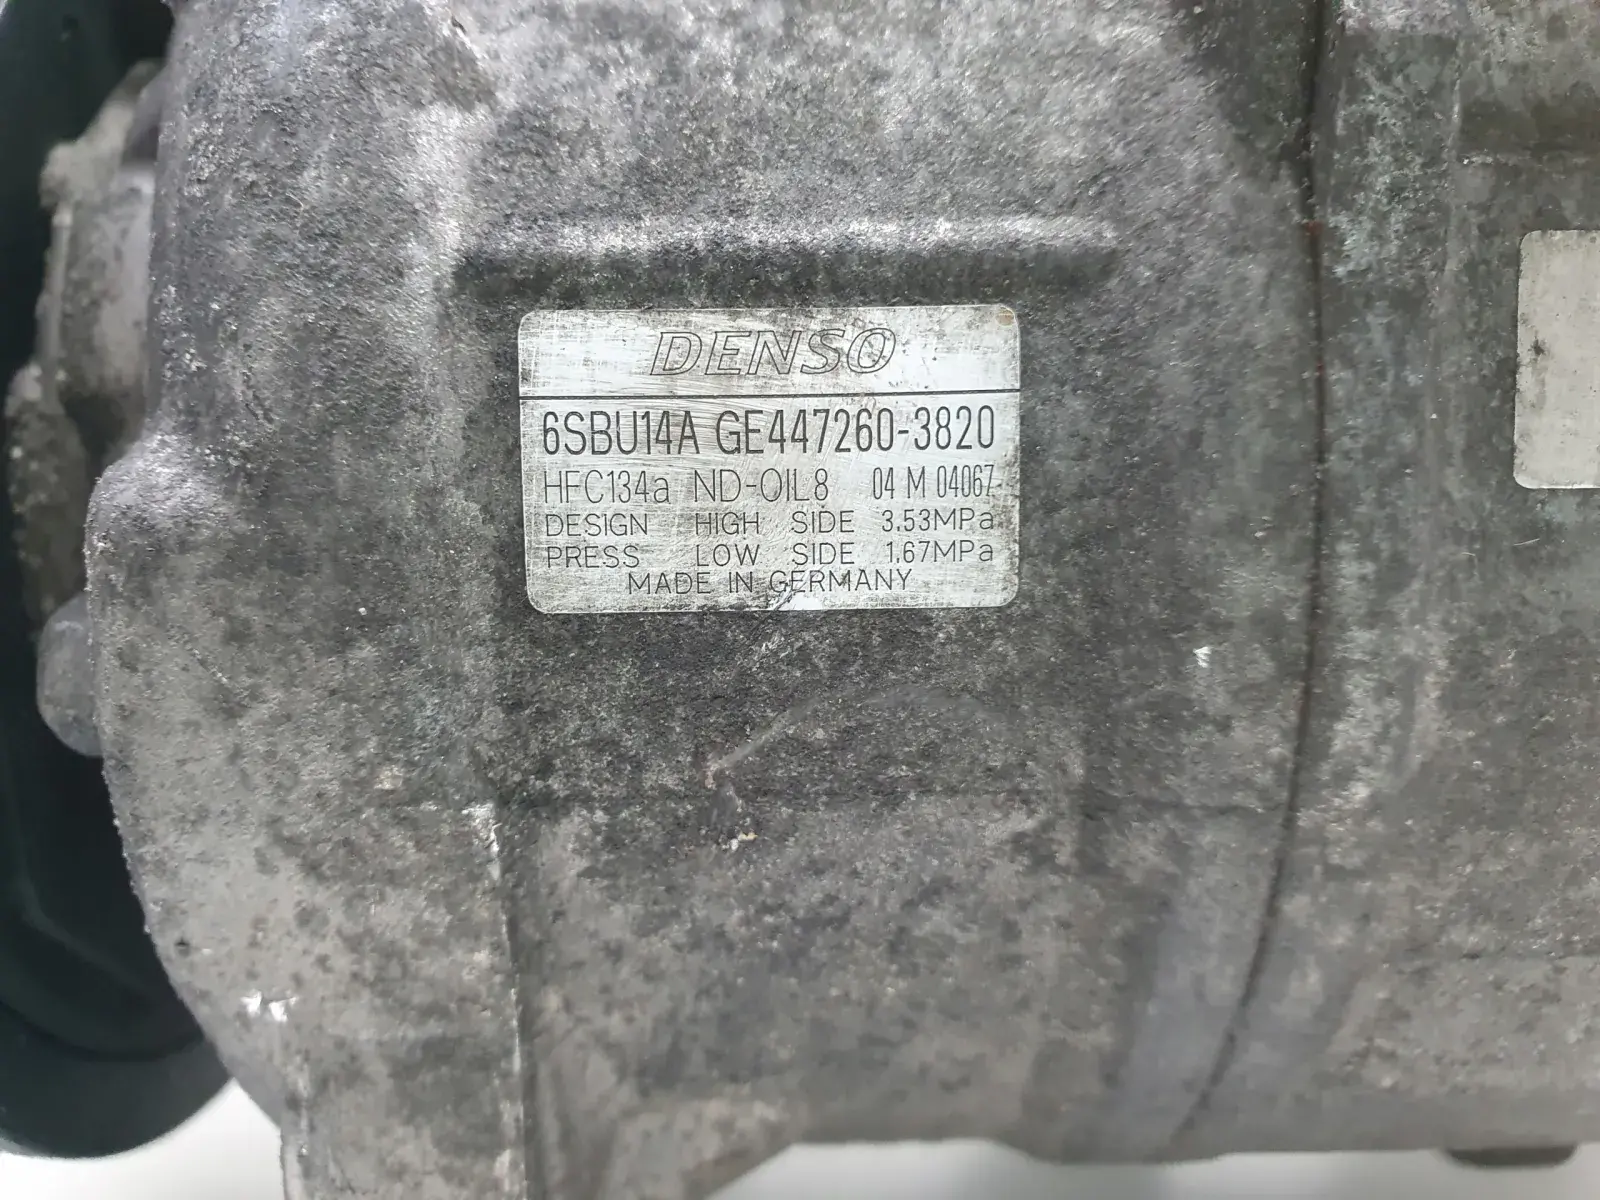 DENSO
6SBU14A GE447260-3820
HFC134a ND-OIL8 04 M 04067
DESIGN HIGH SIDE 3.53MPa
PRESS LOW SIDE 1.67MPa
MADE IN GERMANY